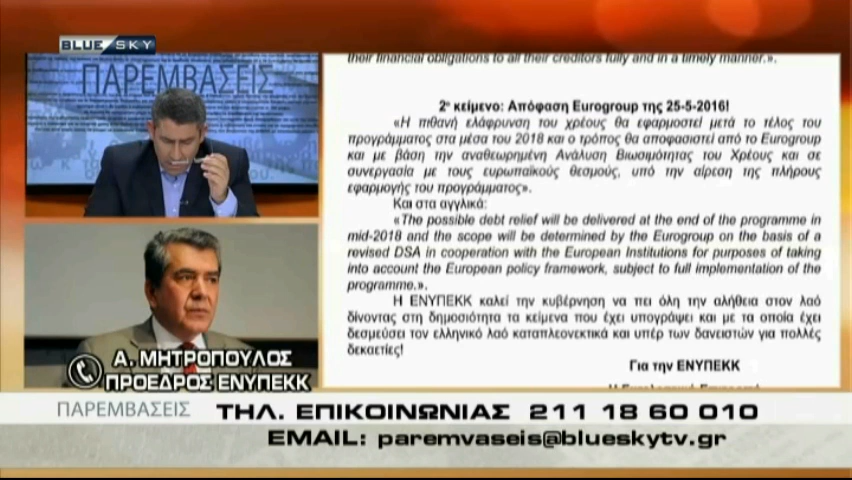 BLUE SKY
ΠΑΡΕΜΒΑΣΕΙΣ
their financial obligations to all their creditors fully and in a timely manner.».
2ο κείμενο: Απόφαση Eurogroup της 25-5-2016!
«Η πιθανή ελάφρυνση του χρέους θα εφαρμοστεί μετά το τέλος του
προγράμματος στα μέσα του 2018 και ο τρόπος θα αποφασιστεί από το Eurogroup
και με βάση την αναθεωρημένη Ανάλυση Βιωσιμότητας του Χρέους και σε
συνεργασία με τους ευρωπαϊκούς θεσμούς, υπό την αίρεση της πλήρους
εφαρμογής του προγράμματος».
Και στα αγγλικά:
«The possible debt relief will be delivered at the end of the programme in
mid-2018 and the scope will be determined by the Eurogroup on the basis of a
revised DSA in cooperation with the European Institutions for purposes of taking
into account the European policy framework, subject to full implementation of the
programme.».
Η ΕΝΥΠΕΚΚ καλεί την κυβέρνηση να πει όλη την αλήθεια στον λαό
δίνοντας στη δημοσιότητα τα κείμενα που έχει υπογράψει και με τα οποία έχει
δεσμεύσει τον ελληνικό λαό καταπλεονεκτικά και υπέρ των δανειστών για πολλές
δεκαετίες!
Για την ΕΝΥΠΕΚΚ
Α. ΜΗΤΡΟΠΟΥΛΟΣ
ΠΡΟΕΔΡΟΣ ΕΝΥΠΕΚΚ
ΠΑΡΕΜΒΑΣΕΙΣ
ΤΗΛ. ΕΠΙΚΟΙΝΩΝΙΑΣ 211 18 60 010
EMAIL: paremvaseis@blueskytv.gr